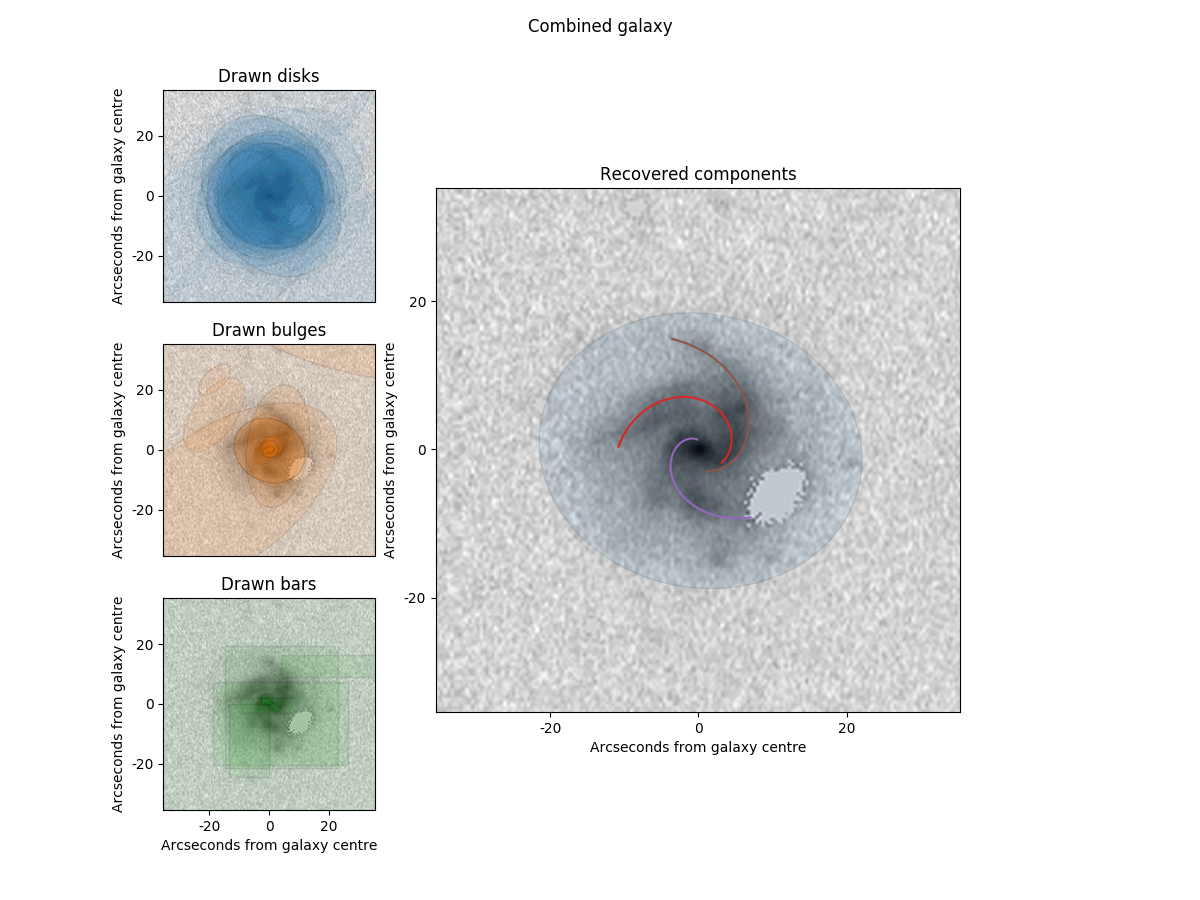 Combined galaxy
Drawn disks
Arcseconds from galaxy centre
20
0
-20
Drawn bulges
Arcseconds from galaxy centre
20
0
-20
Drawn bars
Arcseconds from galaxy centre
20
0
-20
-20 0 20
Arcseconds from galaxy centre
Recovered components
Arcseconds from galaxy centre
20
0
-20
-20 0 20
Arcseconds from galaxy centre